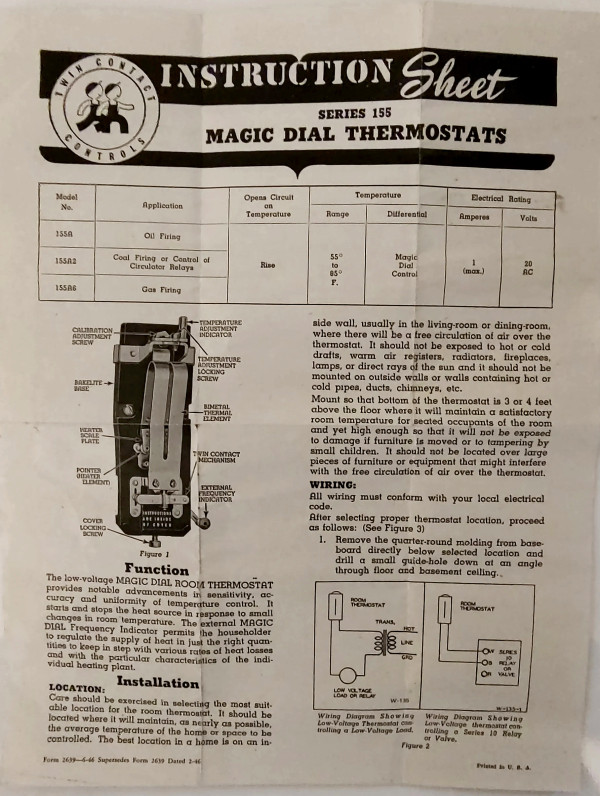 TWIN CONTACT
CONTROLS
INSTRUCTION Sheet
SERIES 155
MAGIC DIAL THERMOSTATS
Model
No.
Application
Opens Circuit
on
Temperature
Temperature
Electrical Rating
Range
Differential
Amperes
Volts
155A
Oil Firing
155A2
Coal Firing or Control of
Circulator Relays
155A6
Gas Firing
Rise
55°
to
85°
F.
Magic
Dial
Control
1
(max.)
20
AC
CALIBRATION
ADJUSTMENT
SCREW
BAKELITE
BASE
HEATER
SCALE
PLATE
POINTER
(HEATER
ELEMENT)
COVER
LOCKING
SCREW
TEMPERATURE
ADJUSTMENT
INDICATOR
TEMPERATURE
ADJUSTMENT
LOCKING
SCREW
BIMETAL
THERMAL
ELEMENT
TWIN CONTACT
MECHANISM
EXTERNAL
FREQUENCY
INDICATOR
INSTRUCTIONS
ARE INSIDE
OF COVER
Figure 1
Function
The low-voltage MAGIC DIAL ROOM THERMOSTAT
provides notable advancements in sensitivity, ac-
curacy and uniformity of temperature control. It
starts and stops the heat source in response to small
changes in room temperature. The external MAGIC
DIAL Frequency Indicator permits the householder
to regulate the supply of heat in just the right quan-
tities to keep in step with various rates of heat losses
and with the particular characteristics of the indi-
vidual heating plant.
Installation
LOCATION:
Care should be exercised in selecting the most suit-
able location for the room thermostat. It should be
located where it will maintain, as nearly as possible,
the average temperature of the home or space to be
controlled. The best location in a home is on an in-
Form 2639—6-46 Supersedes Form 2639 Dated 2-46
side wall, usually in the living-room or dining-room,
where there will be a free circulation of air over the
thermostat. It should not be exposed to hot or cold
drafts, warm air registers, radiators, fireplaces,
lamps, or direct rays of the sun and it should not be
mounted on outside walls or walls containing hot or
cold pipes, ducts, chimneys, etc.
Mount so that bottom of the thermostat is 3 or 4 feet
above the floor where it will maintain a satisfactory
room temperature for seated occupants of the room
and yet high enough so that it will not be exposed
to damage if furniture is moved or to tampering by
small children. It should not be located over large
pieces of furniture or equipment that might interfere
with the free circulation of air over the thermostat.
WIRING:
All wiring must conform with your local electrical
code.
After selecting proper thermostat location, proceed
as follows: (See Figure 3)
1. Remove the quarter-round molding from base-
board directly below selected location and
drill a small guide-hole down at an angle
through floor and basement ceiling.
ROOM
THERMOSTAT
TRANS.
HOT
LINE
GRD
LOW VOLTAGE
LOAD OR RELAY
W-135
ROOM
THERMOSTAT
W
B
R
SERIES
10
RELAY
OR
VALVE
W-135-1
Wiring Diagram Showing
Low-Voltage Thermostat con-
trolling a Low-Voltage Load.
Wiring Diagram Showing
Low-Voltage thermostat con-
trolling a Series 10 Relay
or Valve.
Figure 2
Printed in U. S. A.